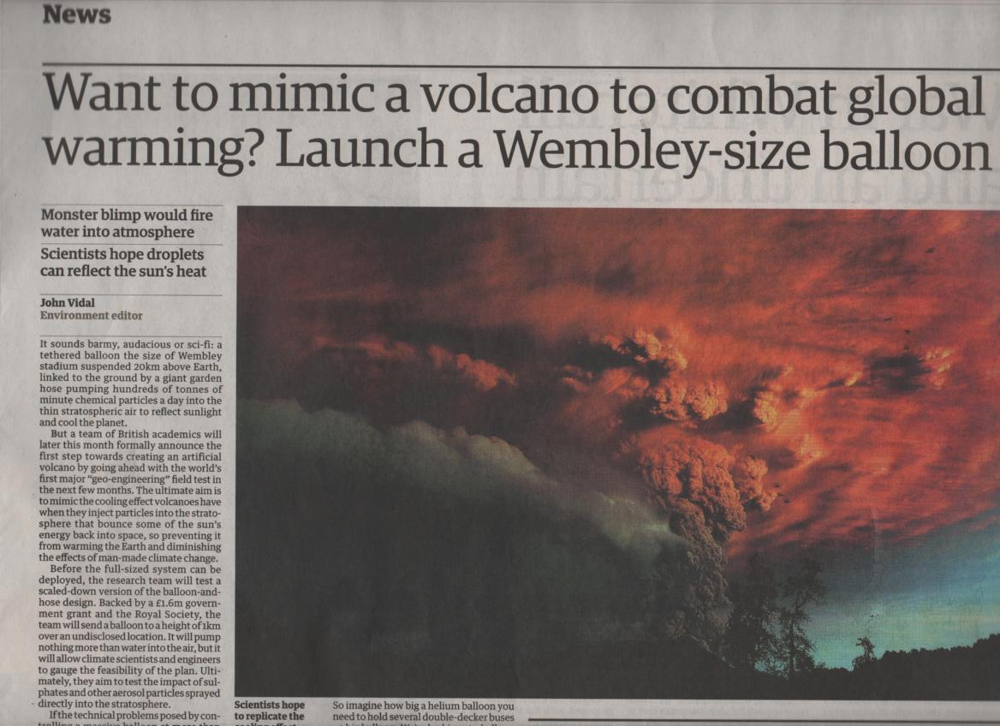 News
Want to mimic a volcano to combat global
warming? Launch a Wembley-size balloon
Monster blimp would fire
water into atmosphere
Scientists hope droplets
can reflect the sun's heat
John Vidal
Environment editor
It sounds barmy, audacious or sci-fi: a
tethered balloon the size of Wembley
stadium suspended 20km above Earth,
linked to the ground by a giant garden
hose pumping hundreds of tonnes of
minute chemical particles a day into the
thin stratospheric air to reflect sunlight
and cool the planet.
But a team of British academics will
later this month formally announce the
first step towards creating an artificial
volcano by going ahead with the world's
first major "geo-engineering" field test in
the next few months. The ultimate aim is
to mimic the cooling effect volcanoes have
when they inject particles into the strato-
sphere that bounce some of the sun's
energy back into space, so preventing it
from warming the Earth and diminishing
the effects of man-made climate change.
Before the full-sized system can be
deployed, the research team will test a
scaled-down version of the balloon-and-
hose design. Backed by a £1.6m govern-
ment grant and the Royal Society, the
team will send a balloon to a height of 1km
over an undisclosed location. It will pump
nothing more than water into the air, but it
will allow climate scientists and engineers
to gauge the feasibility of the plan. Ulti-
mately, they aim to test the impact of sul-
phates and other aerosol particles sprayed
directly into the stratosphere.
If the technical problems posed by con-
Scientists hope
to replicate the
So imagine how big a helium balloon you
need to hold several double-decker buses